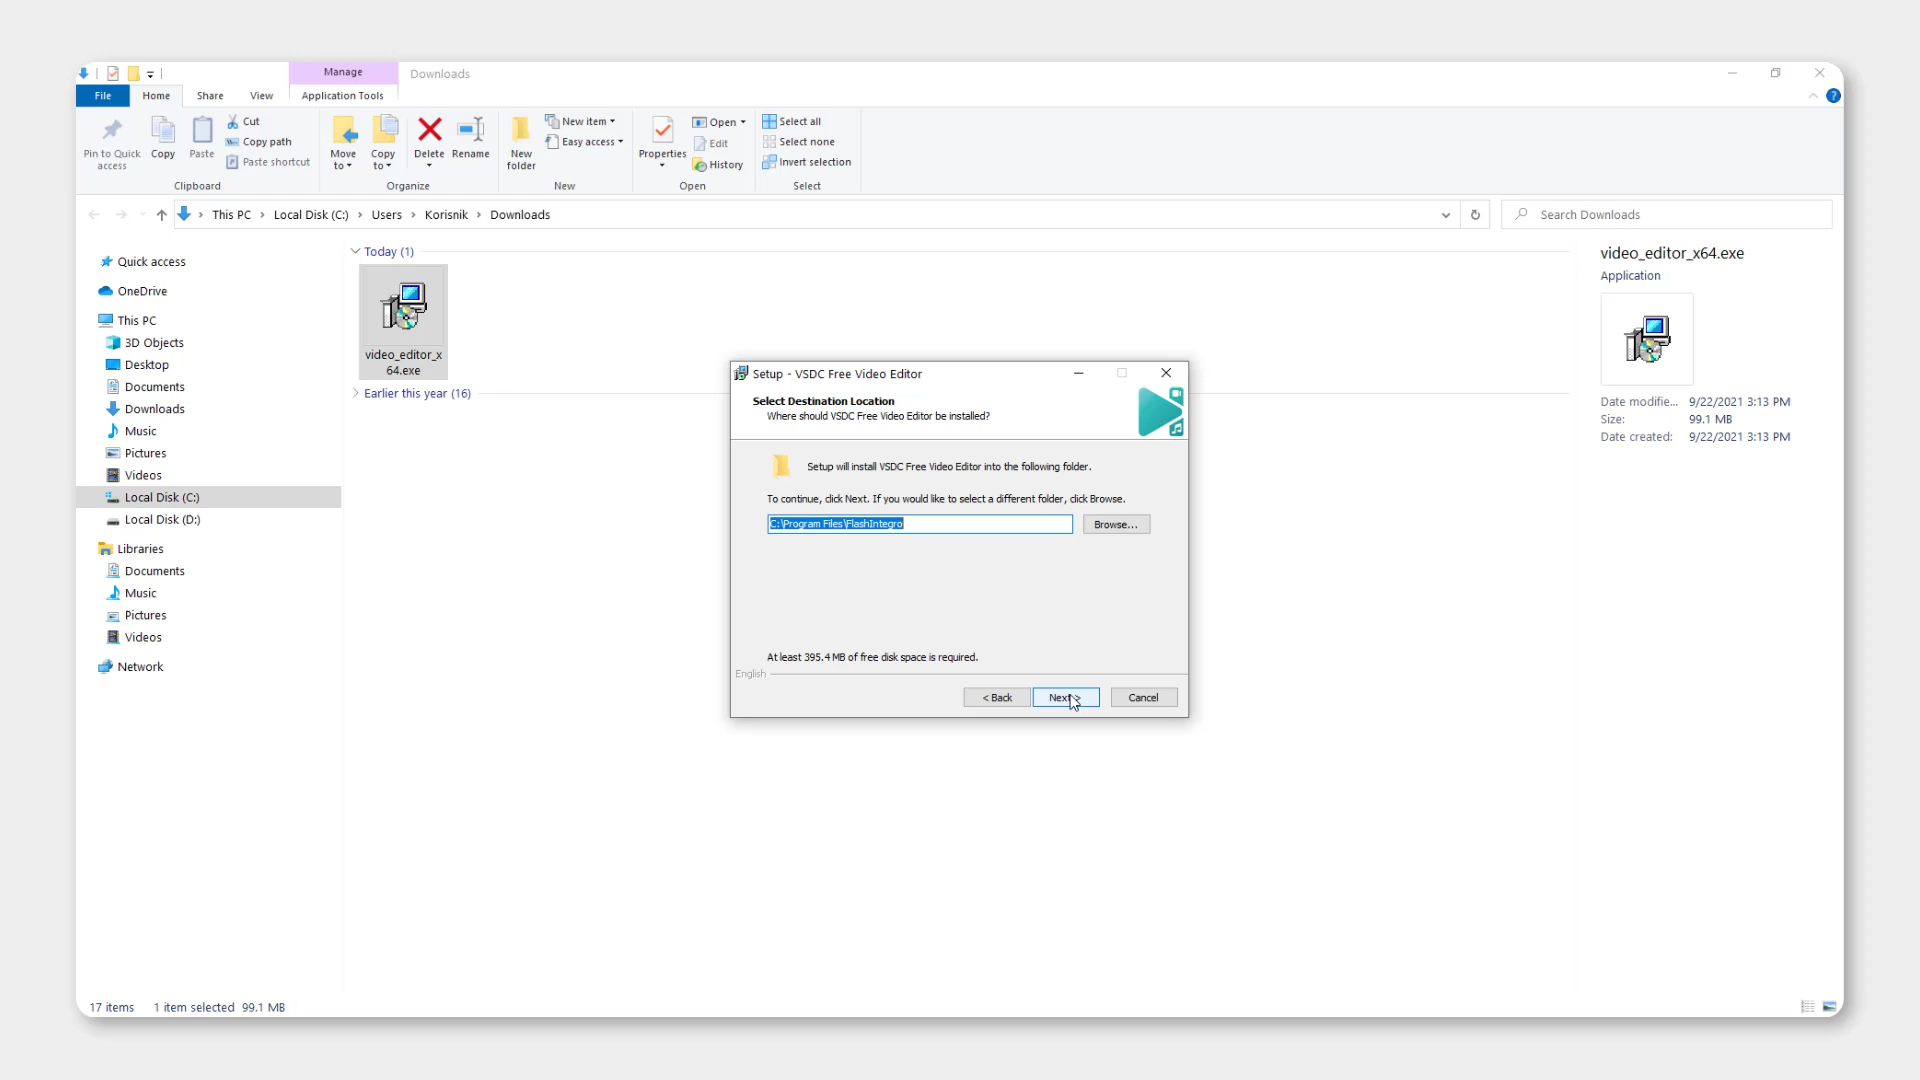 Manage
Downloads
File
Home
Share
View
Application Tools
Pin to Quick
access
Copy
Paste
Cut
Copy path
Paste shortcut
Clipboard
Move
to
Copy
to
Delete
Rename
Organize
New
folder
New item
Easy access
New
Properties
Open
Edit
History
Open
Select all
Select none
Invert selection
Select
This PC > Local Disk (C:) > Users > Korisnik > Downloads
Search Downloads
Quick access
OneDrive
This PC
3D Objects
Desktop
Documents
Downloads
Music
Pictures
Videos
Local Disk (C:)
Local Disk (D:)
Libraries
Documents
Music
Pictures
Videos
Network
Today (1)
video_editor_x
64.exe
Earlier this year (16)
Setup - VSDC Free Video Editor
Select Destination Location
Where should VSDC Free Video Editor be installed?
Setup will install VSDC Free Video Editor into the following folder.
To continue, click Next. If you would like to select a different folder, click Browse.
C:\Program Files\FlashIntegro
Browse...
At least 395.4 MB of free disk space is required.
English
< Back
Next >
Cancel
video_editor_x64.exe
Application
Date modifie... 9/22/2021 3:13 PM
Size: 99.1 MB
Date created: 9/22/2021 3:13 PM
17 items
1 item selected 99.1 MB